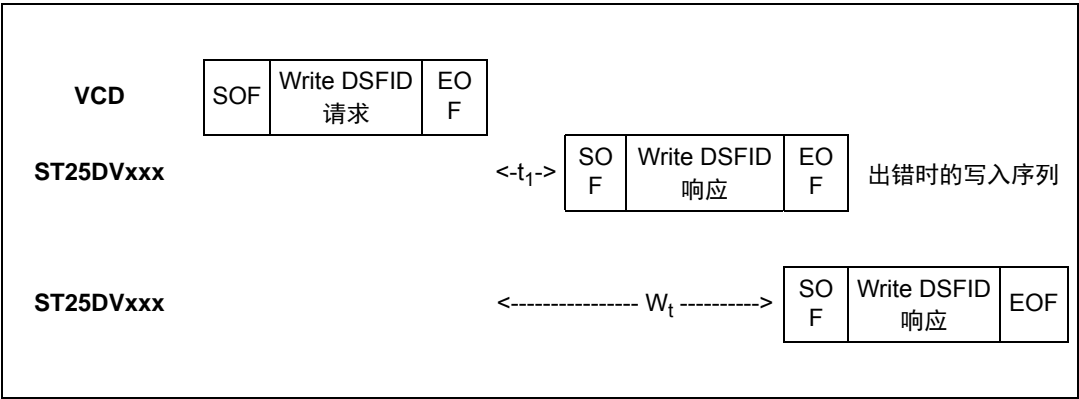 VCD SOF Write DSFID 请求 EO F
ST25DVxxx <-t1-> SO F Write DSFID 响应 EO F 出错时的写入序列
ST25DVxxx <---------------- Wt ----------> SO F Write DSFID 响应 EOF